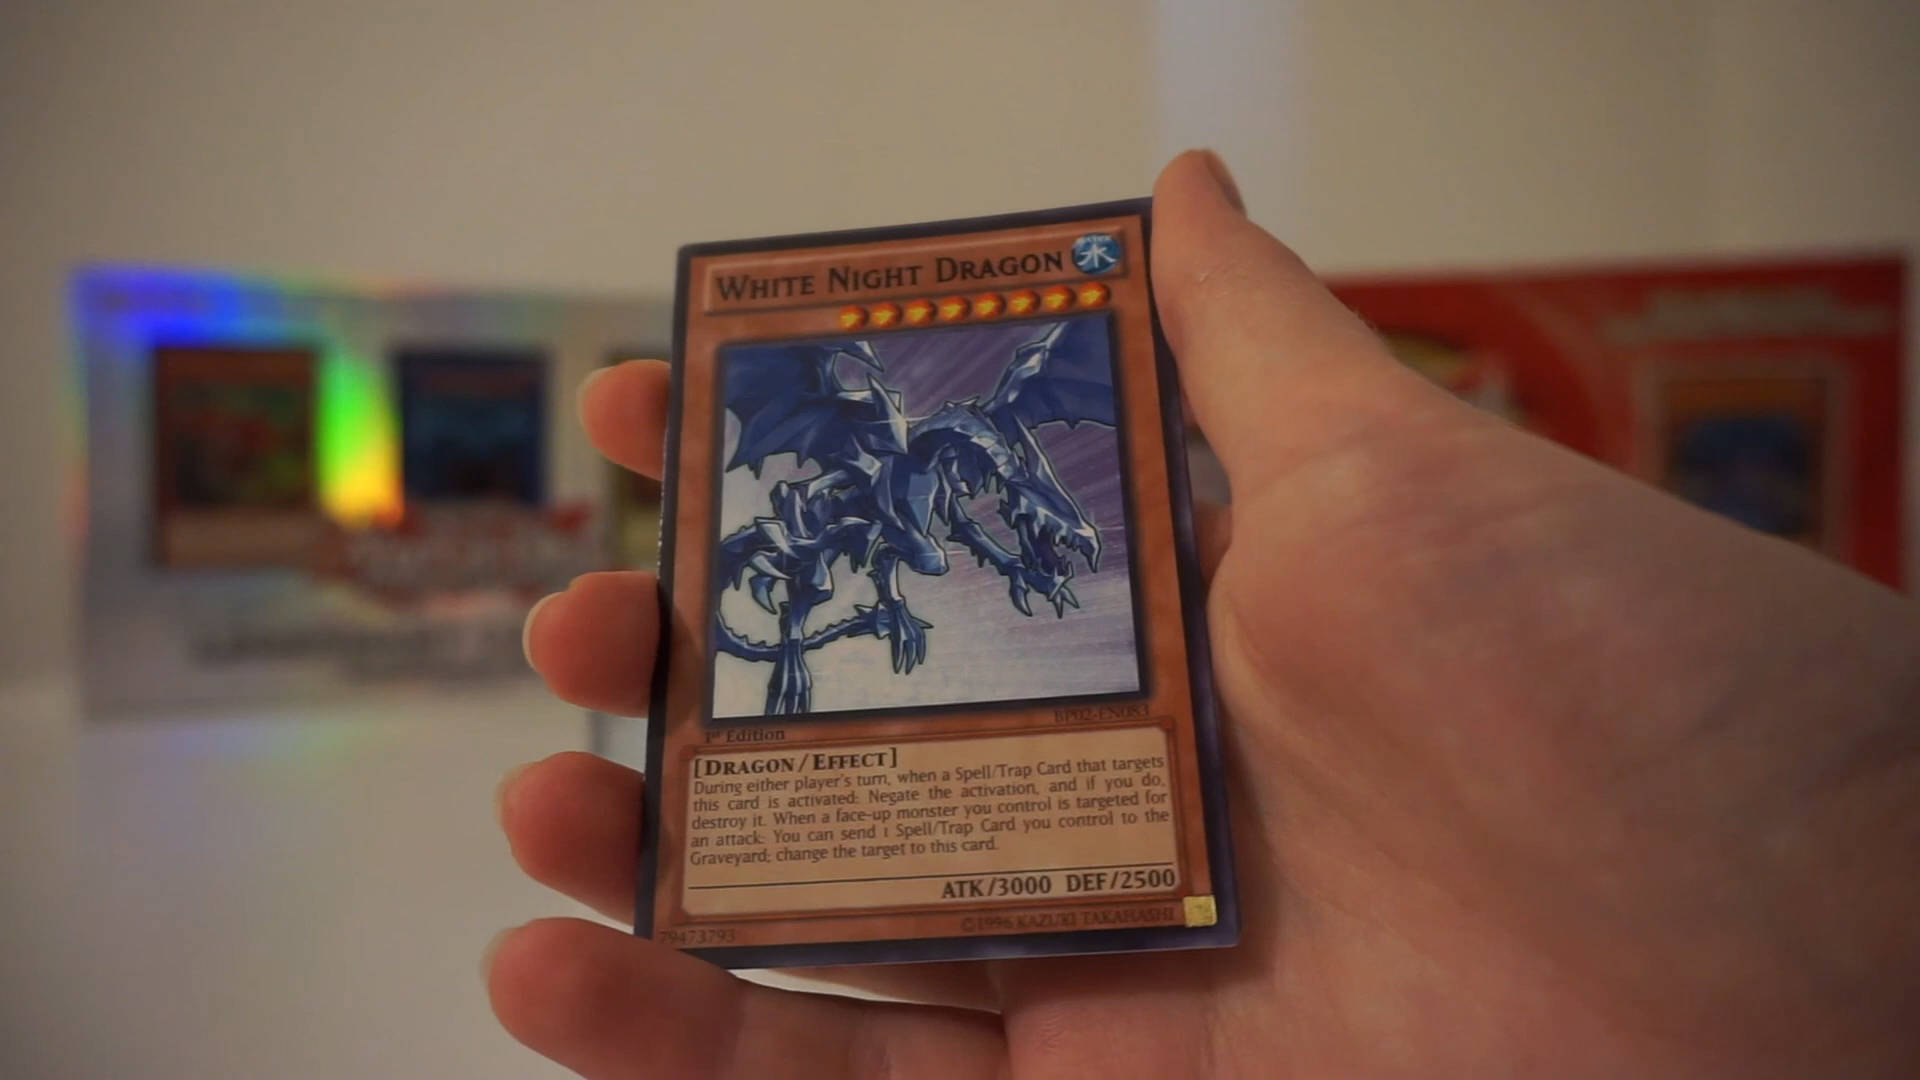 WHITE NIGHT DRAGON
WATER
水
BP02-EN083
1st Edition
[DRAGON/EFFECT]
During either player's turn, when a Spell/Trap Card that targets
this card is activated: Negate the activation, and if you do,
destroy it. When a face-up monster you control is targeted for
an attack: You can send 1 Spell/Trap Card you control to the
Graveyard; change the target to this card.
ATK/3000 DEF/2500
79473793
©1996 KAZUKI TAKAHASHI